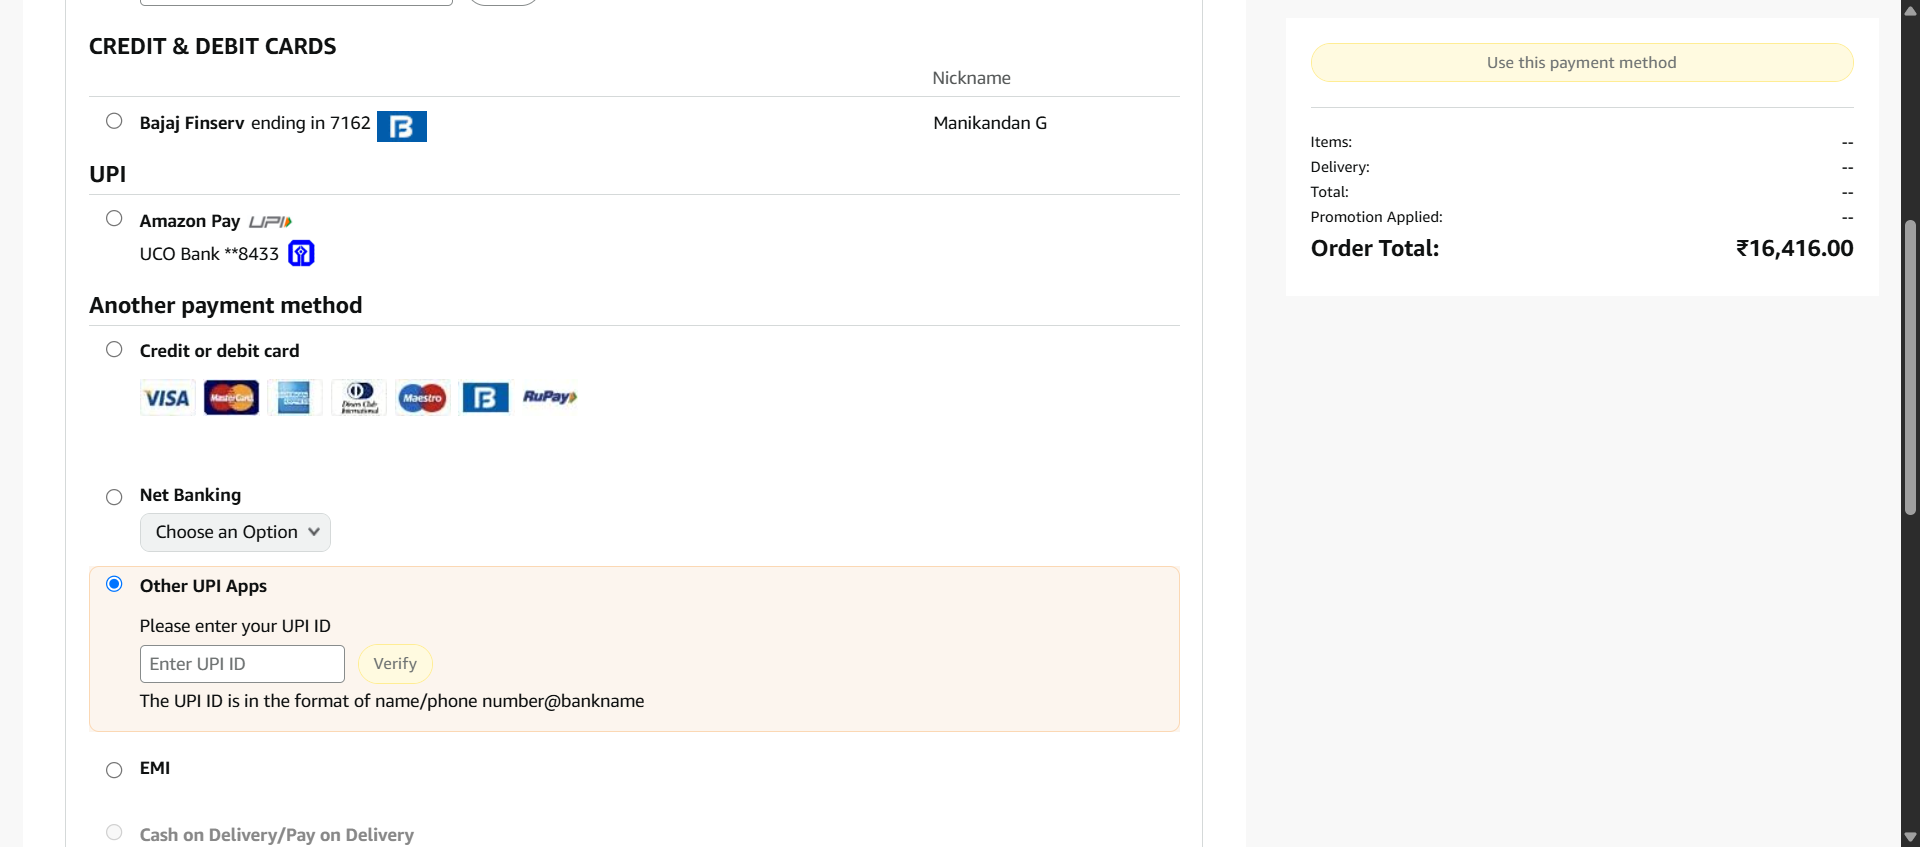 CREDIT & DEBIT CARDS
Nickname
Bajaj Finserv ending in 7162 B
Manikandan G
UPI
Amazon Pay UPI
UCO Bank **8433
Another payment method
Credit or debit card
VISA MasterCard Diners Club International Maestro B RuPay
Net Banking
Choose an Option
Other UPI Apps
Please enter your UPI ID
Enter UPI ID Verify
The UPI ID is in the format of name/phone number@bankname
EMI
Cash on Delivery/Pay on Delivery
Use this payment method
Items: --
Delivery: --
Total: --
Promotion Applied: --
Order Total: ₹16,416.00